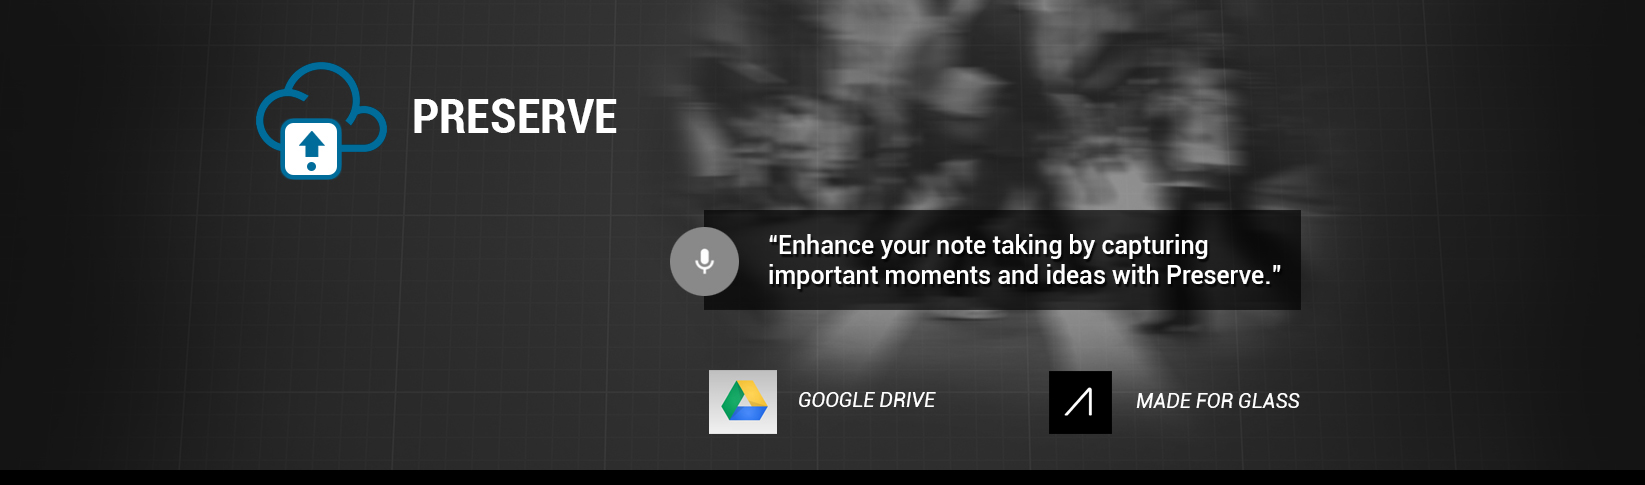 PRESERVE
“Enhance your note taking by capturing
important moments and ideas with Preserve.”
GOOGLE DRIVE
MADE FOR GLASS